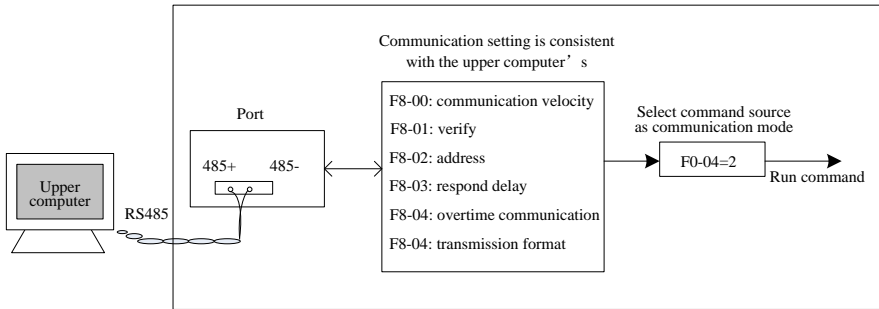 Communication setting is consistent
with the upper computer’s
F8-00: communication velocity
F8-01: verify
F8-02: address
F8-03: respond delay
F8-04: overtime communication
F8-04: transmission format
Port
485+ 485-
Upper
computer
RS485
Select command source
as communication mode
F0-04=2
Run command